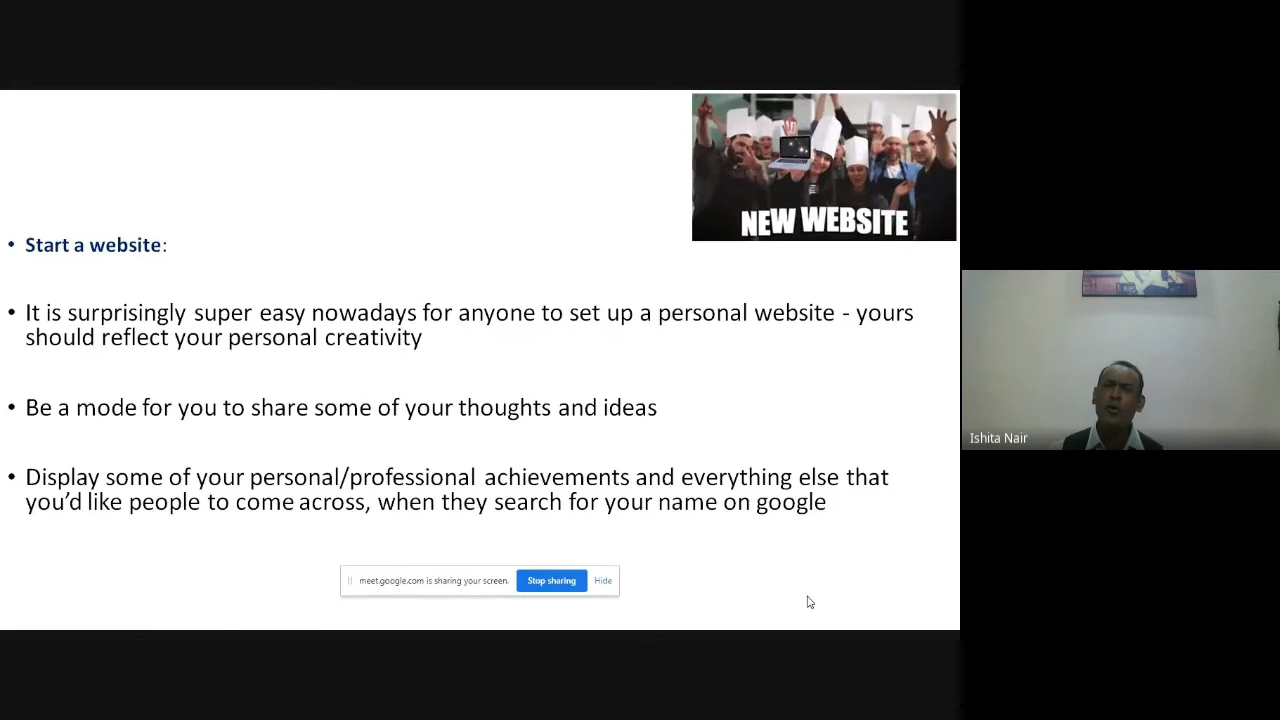 NEW WEBSITE
• Start a website:
• It is surprisingly super easy nowadays for anyone to set up a personal website - yours
should reflect your personal creativity
• Be a mode for you to share some of your thoughts and ideas
• Display some of your personal/professional achievements and everything else that
you'd like people to come across, when they search for your name on google
meet.google.com is sharing your screen. Stop sharing Hide
Ishita Nair